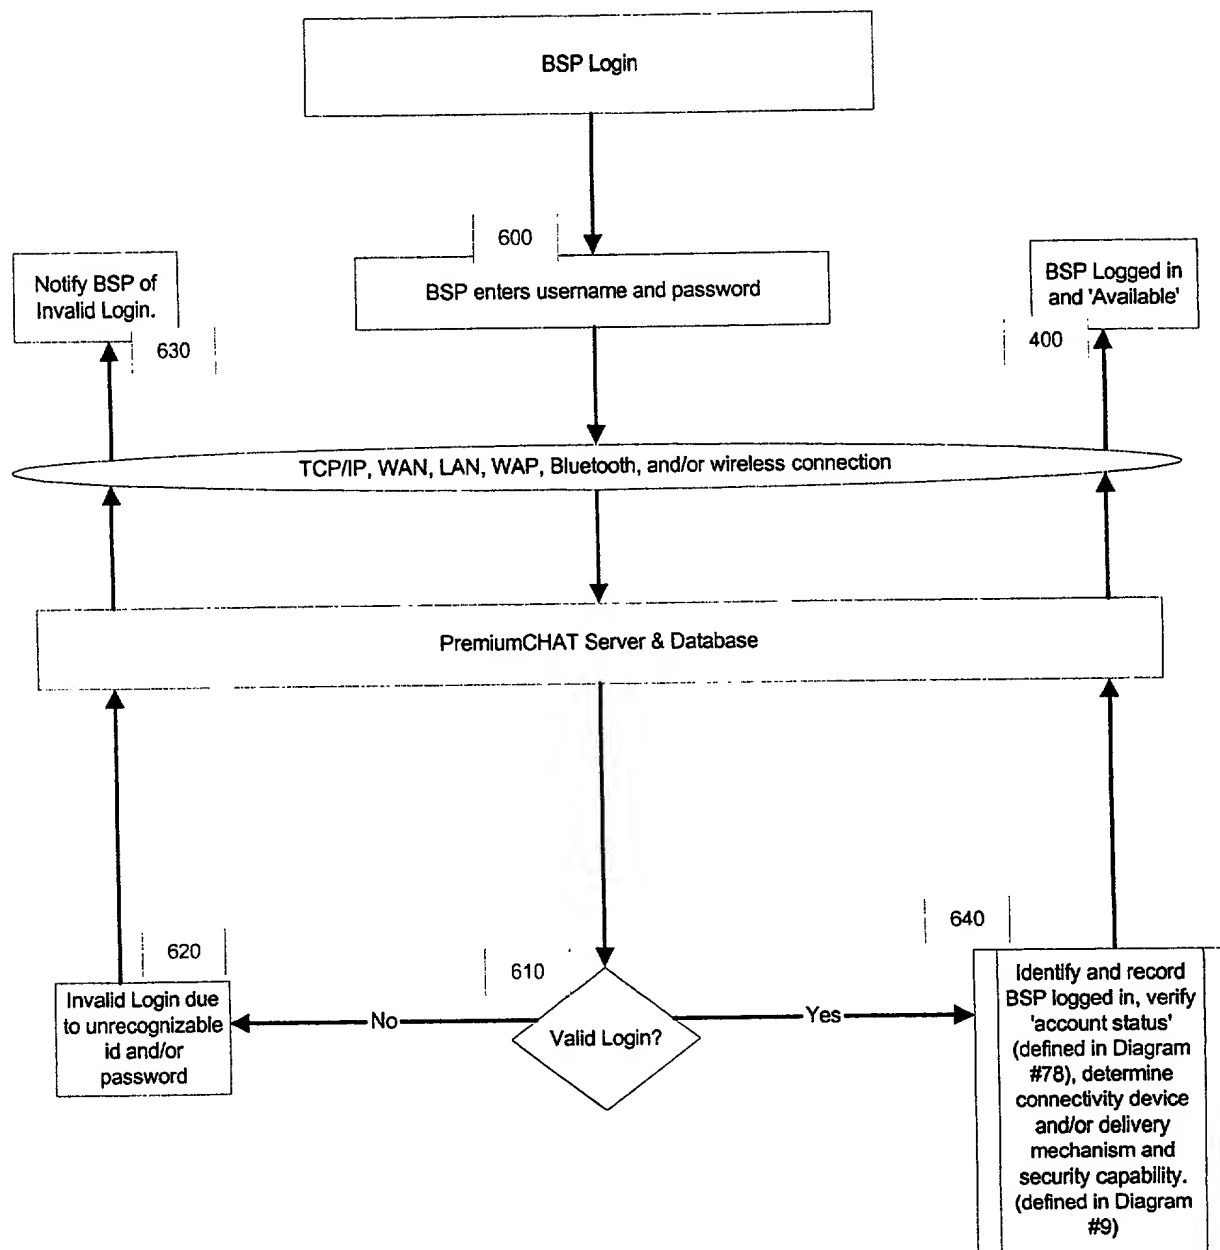 BSP Login
600
BSP enters username and password
Notify BSP of
Invalid Login.
630
BSP Logged in
and 'Available'
400
TCP/IP, WAN, LAN, WAP, Bluetooth, and/or wireless connection
PremiumCHAT Server & Database
620
Invalid Login due
to unrecognizable
id and/or
password
No
610
Valid Login?
Yes
640
Identify and record
BSP logged in, verify
'account status'
(defined in Diagram
#78), determine
connectivity device
and/or delivery
mechanism and
security capability.
(defined in Diagram
#9)